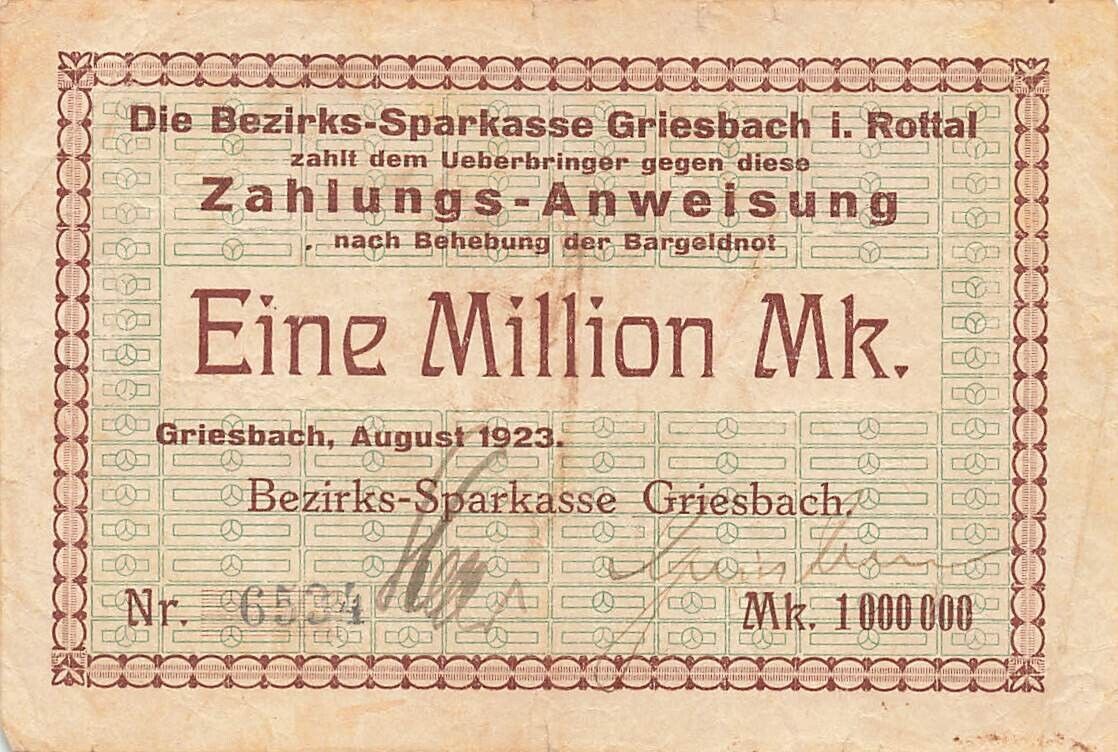 Die Bezirks-Sparkasse Griesbach i. Rottal
zahlt dem Ueberbringer gegen diese
Zahlungs-Anweisung
nach Behebung der Bargeldnot
Eine Million Mk.
Griesbach, August 1923.
Bezirks-Sparkasse Griesbach.
Nr. 6594
Mk. 1000000